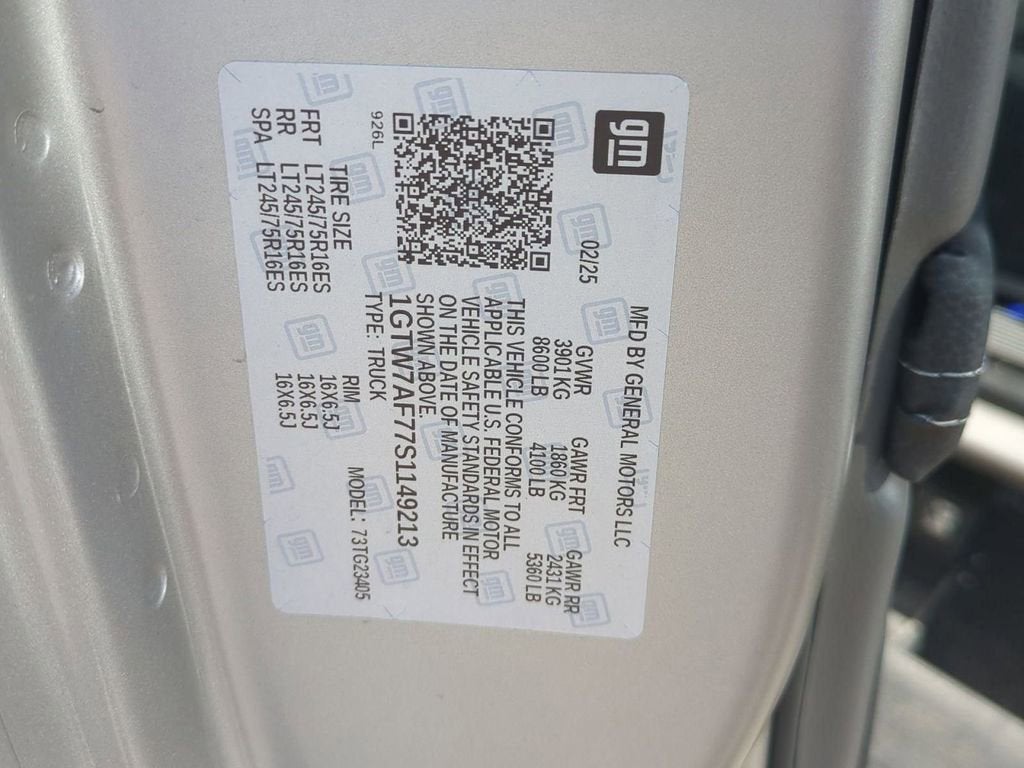 gm
MFD BY GENERAL MOTORS LLC
02/25
GVWR GAWR FRT GAWR RR
3901 KG 1860 KG 2431 KG
8600 LB 4100 LB 5360 LB
THIS VEHICLE CONFORMS TO ALL
APPLICABLE U.S. FEDERAL MOTOR
VEHICLE SAFETY STANDARDS IN EFFECT
ON THE DATE OF MANUFACTURE
SHOWN ABOVE.
1GTW7AF77S1149213
TYPE: TRUCK
926L
MODEL: 73TG23405
TIRE SIZE RIM
FRT LT245/75R16ES 16X6.5J
RR LT245/75R16ES 16X6.5J
SPA LT245/75R16ES 16X6.5J